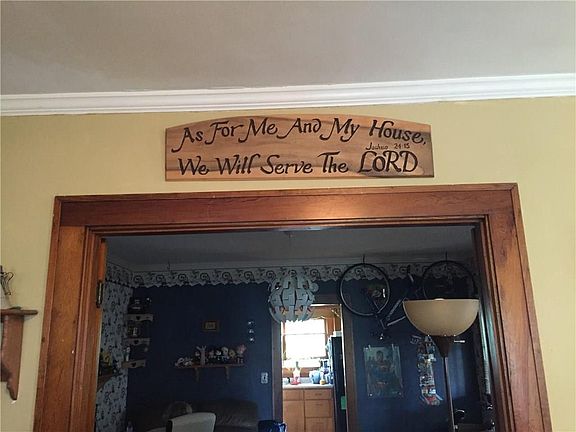 As For Me And My House,
Joshua 24:15
We Will Serve The LORD